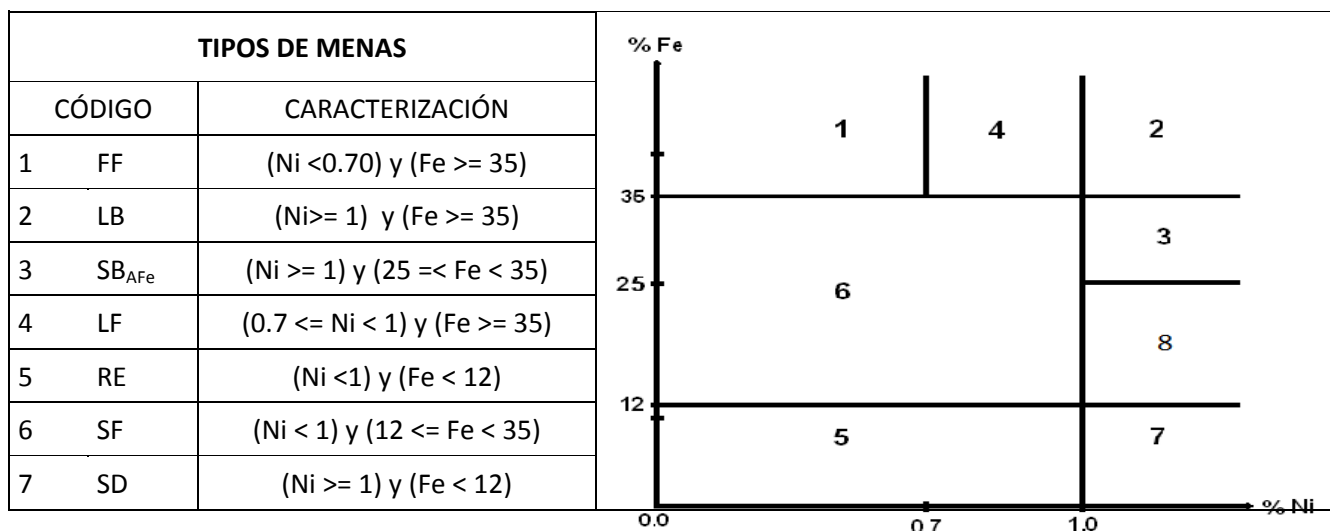 TIPOS DE MENAS
CÓDIGO CARACTERIZACIÓN
1 FF (Ni <0.70) y (Fe >= 35)
2 LB (Ni>= 1) y (Fe >= 35)
3 SBAFe (Ni >= 1) y (25 =< Fe < 35)
4 LF (0.7 <= Ni < 1) y (Fe >= 35)
5 RE (Ni <1) y (Fe < 12)
6 SF (Ni < 1) y (12 <= Fe < 35)
7 SD (Ni >= 1) y (Fe < 12)
% Fe
1 4 2
35
3
25
6
8
12
5 7
% Ni
0.0 0.7 1.0